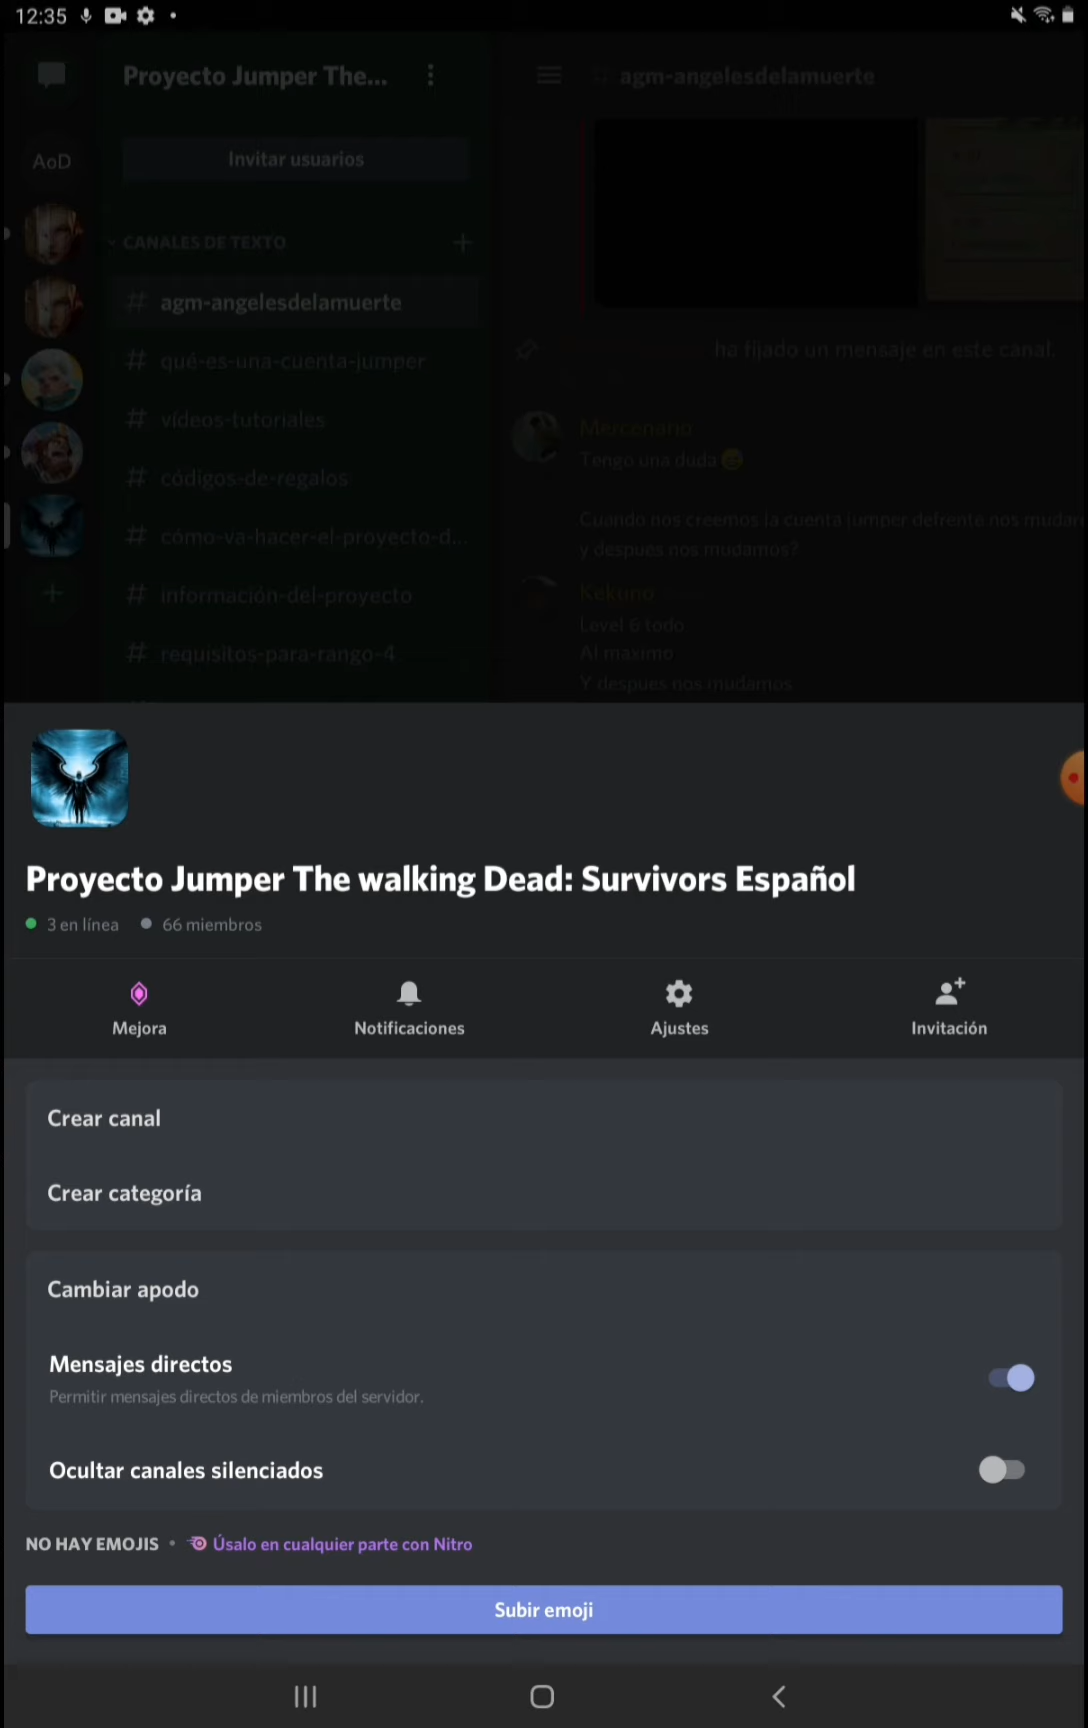 12:35
Proyecto Jumper The...
agm-angelesdelamuerte
AoD
Invitar usuarios
CANALES DE TEXTO
# agm-angelesdelamuerte
# qué-es-una-cuenta-jumper
# vídeos-tutoriales
# códigos-de-regalos
# cómo-va-hacer-el-proyecto-d...
# información-del-proyecto
# requisitos-para-rango-4
ha fijado un mensaje en este canal.
Mercenario
Tengo una duda
Cuando nos creemos la cuenta jumper defrente nos mudar
y despues nos mudamos?
Kekuno
Level 6 todo
Al maximo
Y despues nos mudamos
Proyecto Jumper The walking Dead: Survivors Español
3 en línea 66 miembros
Mejora
Notificaciones
Ajustes
Invitación
Crear canal
Crear categoría
Cambiar apodo
Mensajes directos
Permitir mensajes directos de miembros del servidor.
Ocultar canales silenciados
NO HAY EMOJIS • Úsalo en cualquier parte con Nitro
Subir emoji